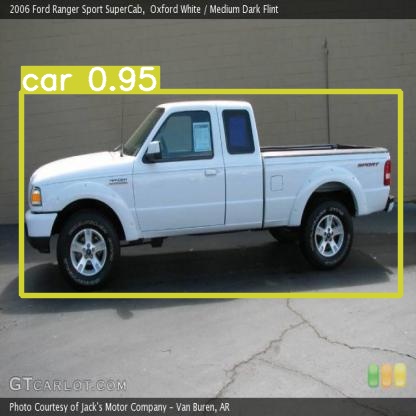 2006 Ford Ranger Sport SuperCab,  Oxford White / Medium Dark Flint
car 0.95
SPORT
GTCARLOT.COM
Photo Courtesy of Jack's Motor Company - Van Buren, AR